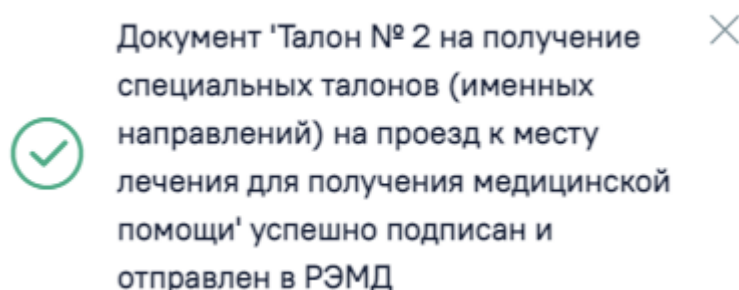 Документ 'Талон № 2 на получение
специальных талонов (именных
направлений) на проезд к месту
лечения для получения медицинской
помощи' успешно подписан и
отправлен в РЭМД